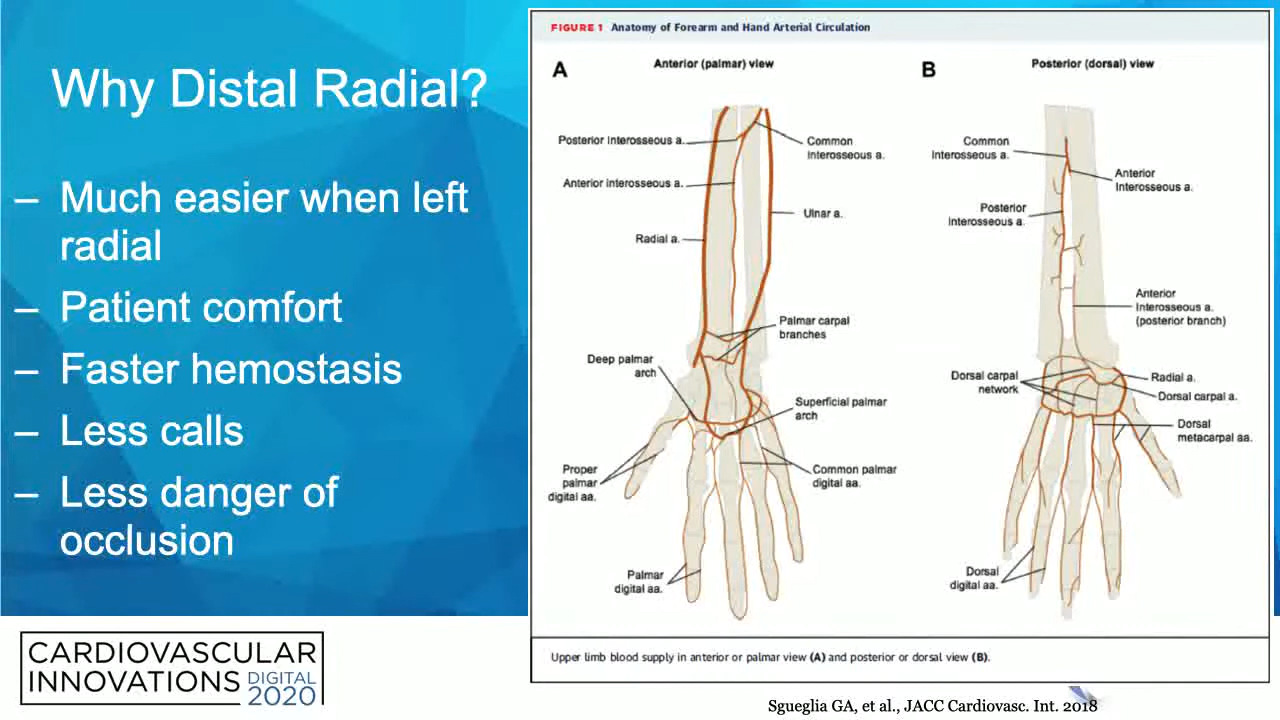 Why Distal Radial?
– Much easier when left
radial
– Patient comfort
– Faster hemostasis
– Less calls
– Less danger of
occlusion
CARDIOVASCULAR
INNOVATIONS DIGITAL
2020
FIGURE 1 Anatomy of Forearm and Hand Arterial Circulation
A
Anterior (palmar) view
Posterior Interosseous a.
Common
Interosseous a.
Anterior Interosseous a.
Ulnar a.
Radial a.
Palmar carpal
branches
Deep palmar
arch
Superficial palmar
arch
Proper
palmar
digital aa.
Common palmar
digital aa.
Palmar
digital aa.
B
Posterior (dorsal) view
Common
Interosseous a.
Anterior
Interosseous a.
Posterior
Interosseous a.
Anterior
Interosseous a.
(posterior branch)
Dorsal carpal
network
Radial a.
Dorsal carpal a.
Dorsal
metacarpal aa.
Dorsal
digital aa.
Upper limb blood supply in anterior or palmar view (A) and posterior or dorsal view (B).
Sgueglia GA, et al., JACC Cardiovasc. Int. 2018